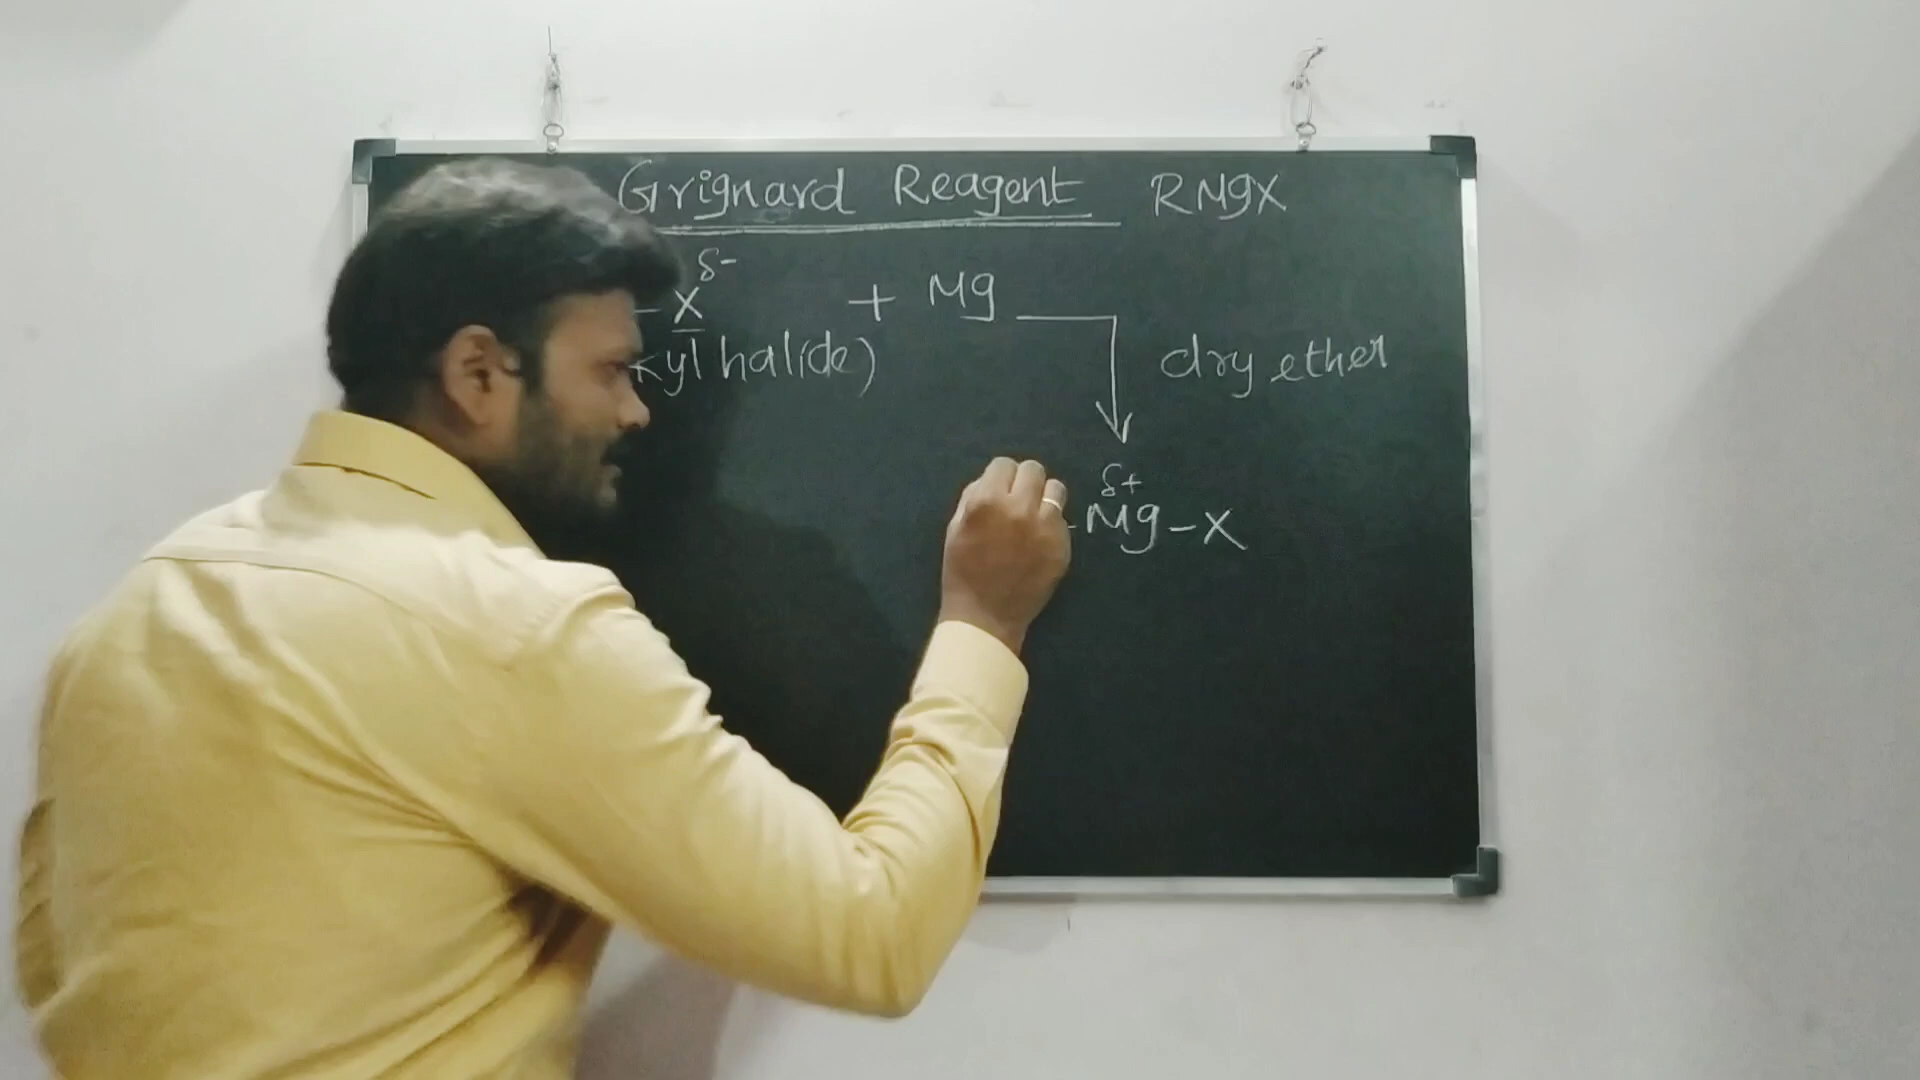 Grignard Reagent RMgX
δ-
-X + Mg
kyl halide) dry ether
δ+
-Mg-X